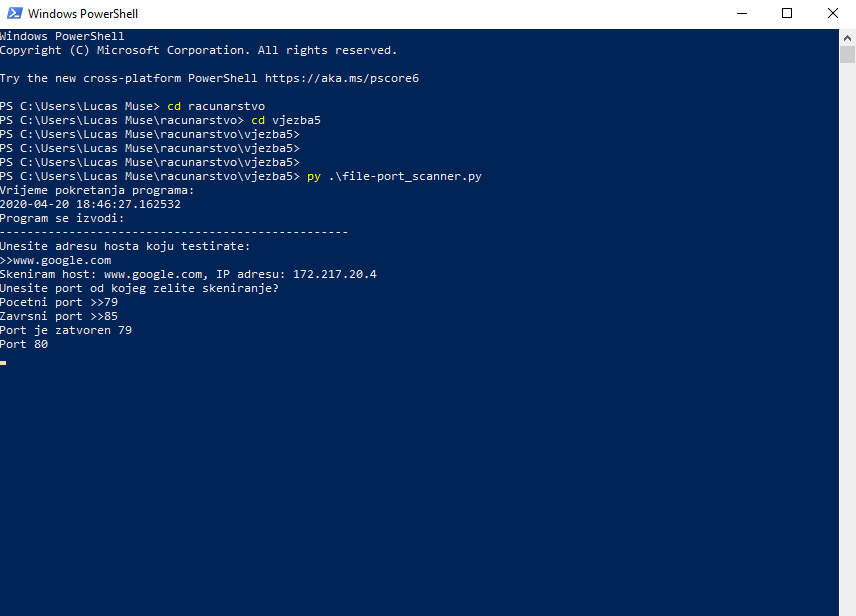 Windows PowerShell
Windows PowerShell
Copyright (C) Microsoft Corporation. All rights reserved.
Try the new cross-platform PowerShell https://aka.ms/pscore6
PS C:\Users\Lucas Muse> cd racunarstvo
PS C:\Users\Lucas Muse\racunarstvo> cd vjezba5
PS C:\Users\Lucas Muse\racunarstvo\vjezba5>
PS C:\Users\Lucas Muse\racunarstvo\vjezba5>
PS C:\Users\Lucas Muse\racunarstvo\vjezba5>
PS C:\Users\Lucas Muse\racunarstvo\vjezba5> py .\file-port_scanner.py
Vrijeme pokretanja programa:
2020-04-20 18:46:27.162532
Program se izvodi:
--------------------------------------------------
Unesite adresu hosta koju testirate:
>>www.google.com
Skeniram host: www.google.com, IP adresu: 172.217.20.4
Unesite port od kojeg zelite skeniranje?
Pocetni port >>79
Zavrsni port >>85
Port je zatvoren 79
Port 80